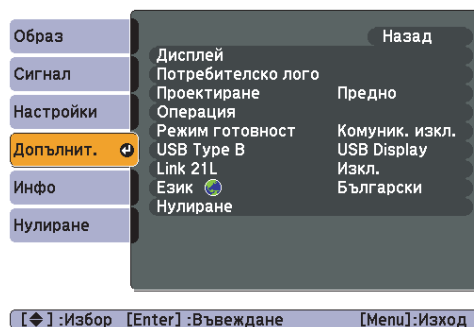 Образ
Сигнал
Настройки
Допълнит.
Инфо
Нулиране
Назад
Дисплей
Потребителско лого
Проектиране Предно
Операция
Режим готовност Комуник. изкл.
USB Type B USB Display
Link 21L Изкл.
Език Български
Нулиране
[◆] :Избор [Enter] :Въвеждане [Menu]:Изход